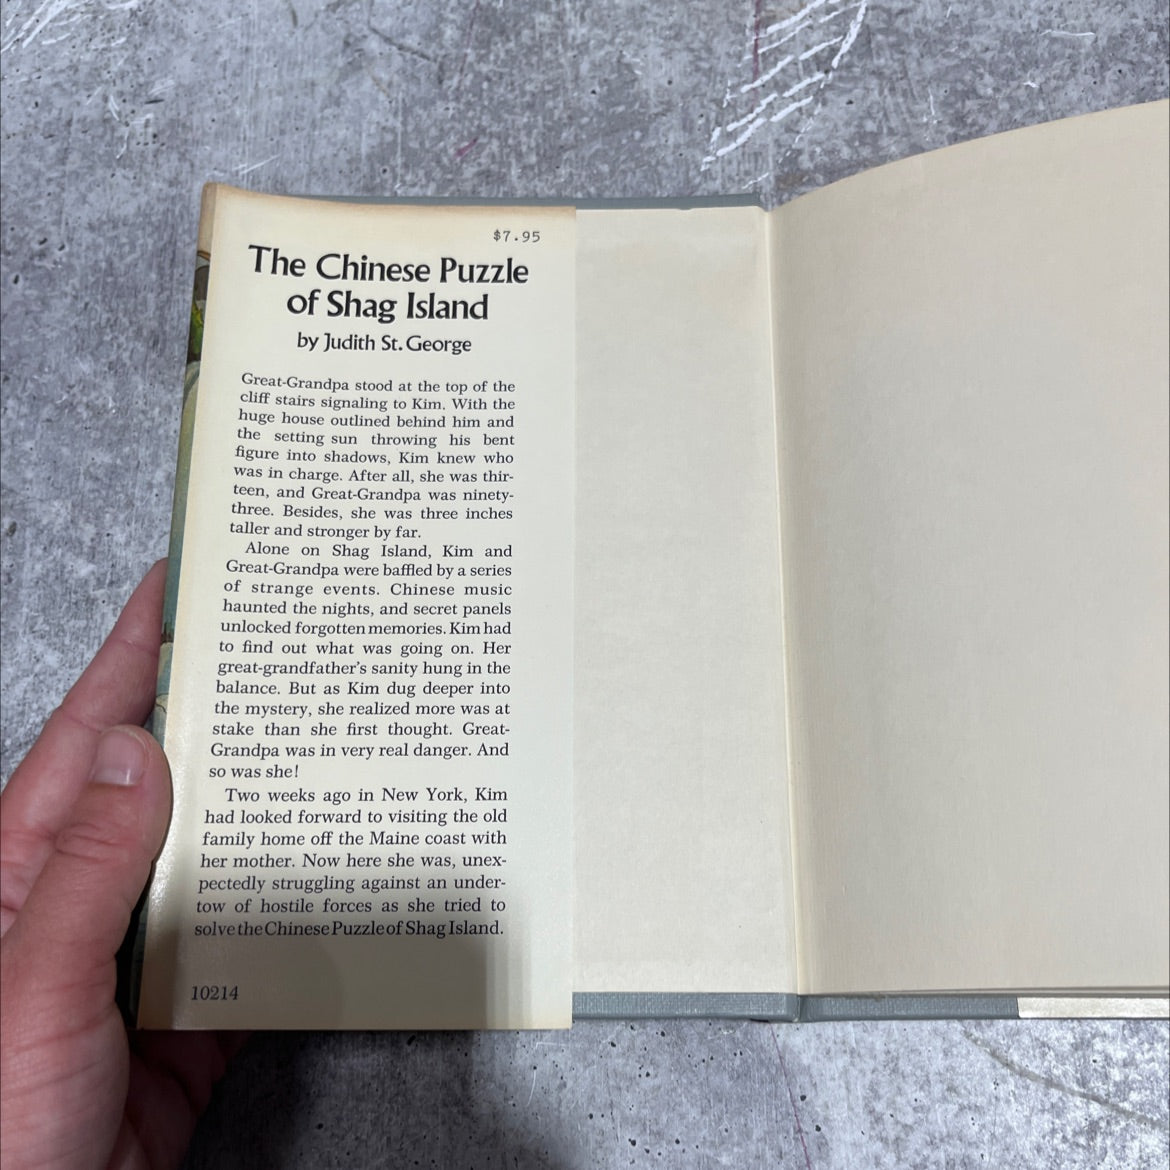 $7.95
The Chinese Puzzle
of Shag Island
by Judith St. George
Great-Grandpa stood at the top of the
cliff stairs signaling to Kim. With the
huge house outlined behind him and
the setting sun throwing his bent
figure into shadows, Kim knew who
was in charge. After all, she was thir-
teen, and Great-Grandpa was ninety-
three. Besides, she was three inches
taller and stronger by far.
Alone on Shag Island, Kim and
Great-Grandpa were baffled by a series
of strange events. Chinese music
haunted the nights, and secret panels
unlocked forgotten memories. Kim had
to find out what was going on. Her
great-grandfather's sanity hung in the
balance. But as Kim dug deeper into
the mystery, she realized more was at
stake than she first thought. Great-
Grandpa was in very real danger. And
so was she!
Two weeks ago in New York, Kim
had looked forward to visiting the old
family home off the Maine coast with
her mother. Now here she was, unex-
pectedly struggling against an under-
tow of hostile forces as she tried to
solve the Chinese Puzzle of Shag Island.
10214